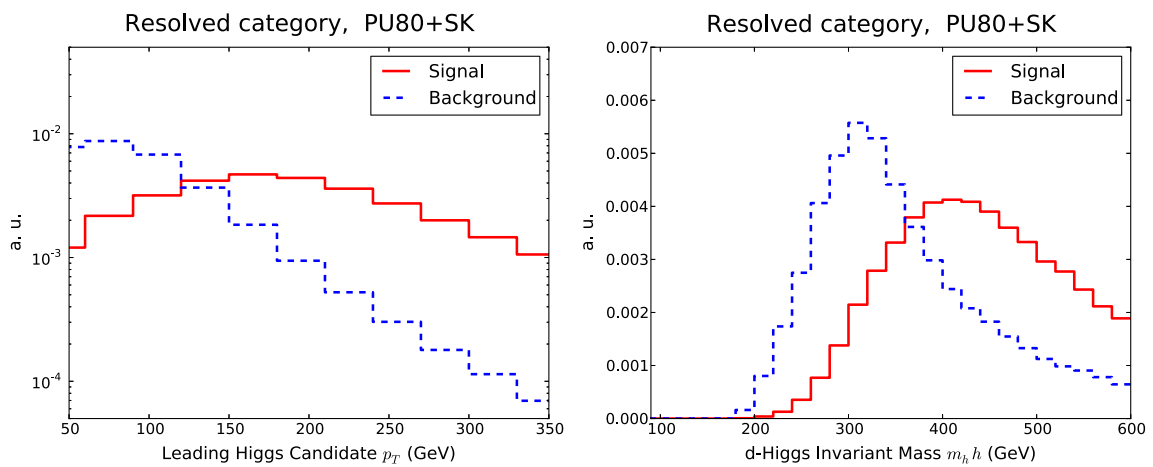 Resolved category, PU80+SK
Signal
Background
10^-2
10^-3
10^-4
a. u.
50 100 150 200 250 300 350
Leading Higgs Candidate p_T (GeV)
Resolved category, PU80+SK
Signal
Background
0.007
0.006
0.005
0.004
0.003
0.002
0.001
0.000
a. u.
100 200 300 400 500 600
d-Higgs Invariant Mass m_h h (GeV)